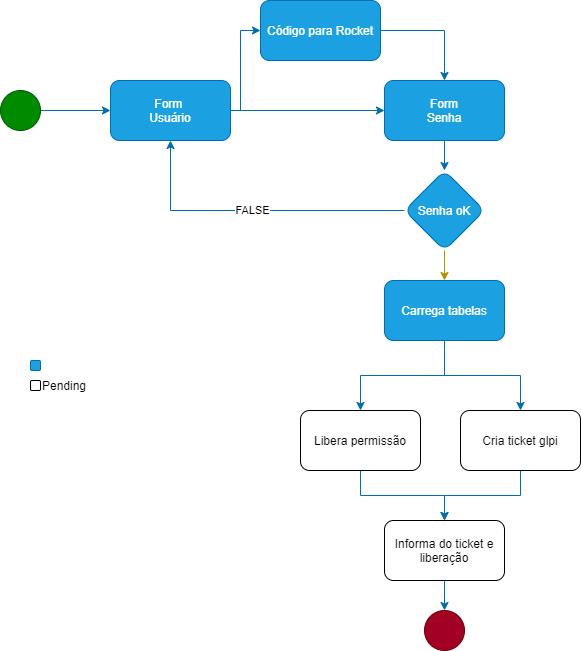 Código para Rocket
Form
Usuário
Form
Senha
FALSE
Senha oK
Carrega tabelas
Pending
Libera permissão
Cria ticket glpi
Informa do ticket e
liberação